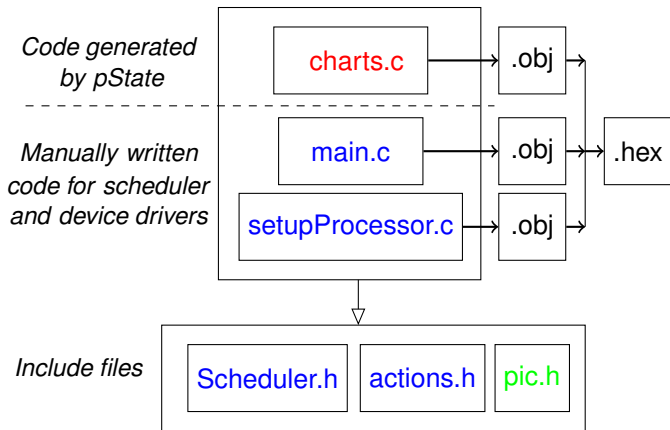 Code generated
by pState
charts.c
.obj
Manually written
code for scheduler
and device drivers
main.c
.obj
.hex
setupProcessor.c
.obj
Include files
Scheduler.h
actions.h
pic.h